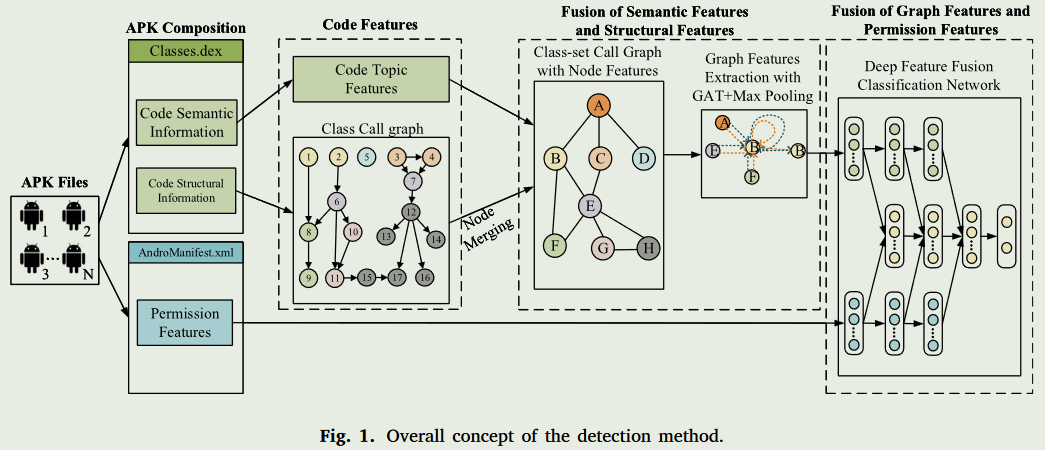 APK Composition
Code Features
Fusion of Semantic Features
and Structural Features
Fusion of Graph Features and
Permission Features
Classes.dex
Code Semantic
Information
Code Structural
Information
AndroManifest.xml
Permission
Features
APK Files
1
2
3
···
N
Code Topic
Features
Class Call graph
1
2
5
3
4
7
6
12
8
10
13
14
9
11
15
17
16
Node
Merging
Class-set Call Graph
with Node Features
A
B
C
D
E
F
G
H
Graph Features
Extraction with
GAT+Max Pooling
A
E
B
B
F
Deep Feature Fusion
Classification Network
Fig. 1. Overall concept of the detection method.